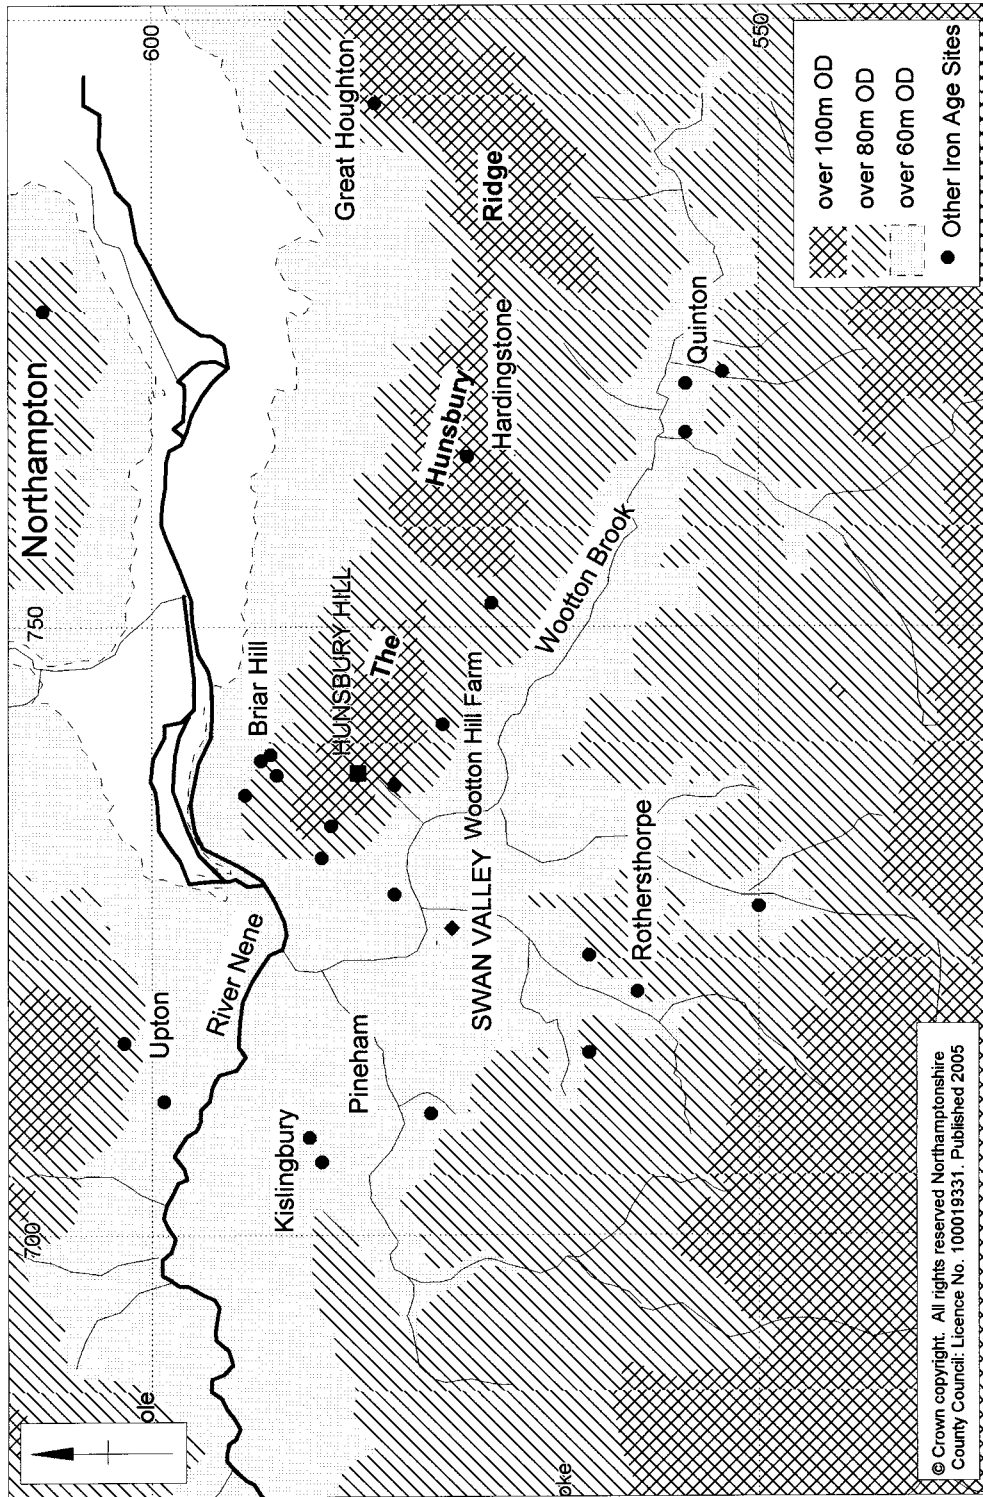 Northampton
600
750
700
550
Great Houghton
Briar Hill
HUNSBURY HILL
The
Hunsbury
Ridge
Hardingstone
Upton
River Nene
Kislingbury
Pineham
SWAN VALLEY
Wootton Hill Farm
Wootton Brook
Quinton
Rothersthorpe
ole
oke
over 100m OD
over 80m OD
over 60m OD
Other Iron Age Sites
© Crown copyright. All rights reserved Northamptonshire
County Council: Licence No. 100019331. Published 2005